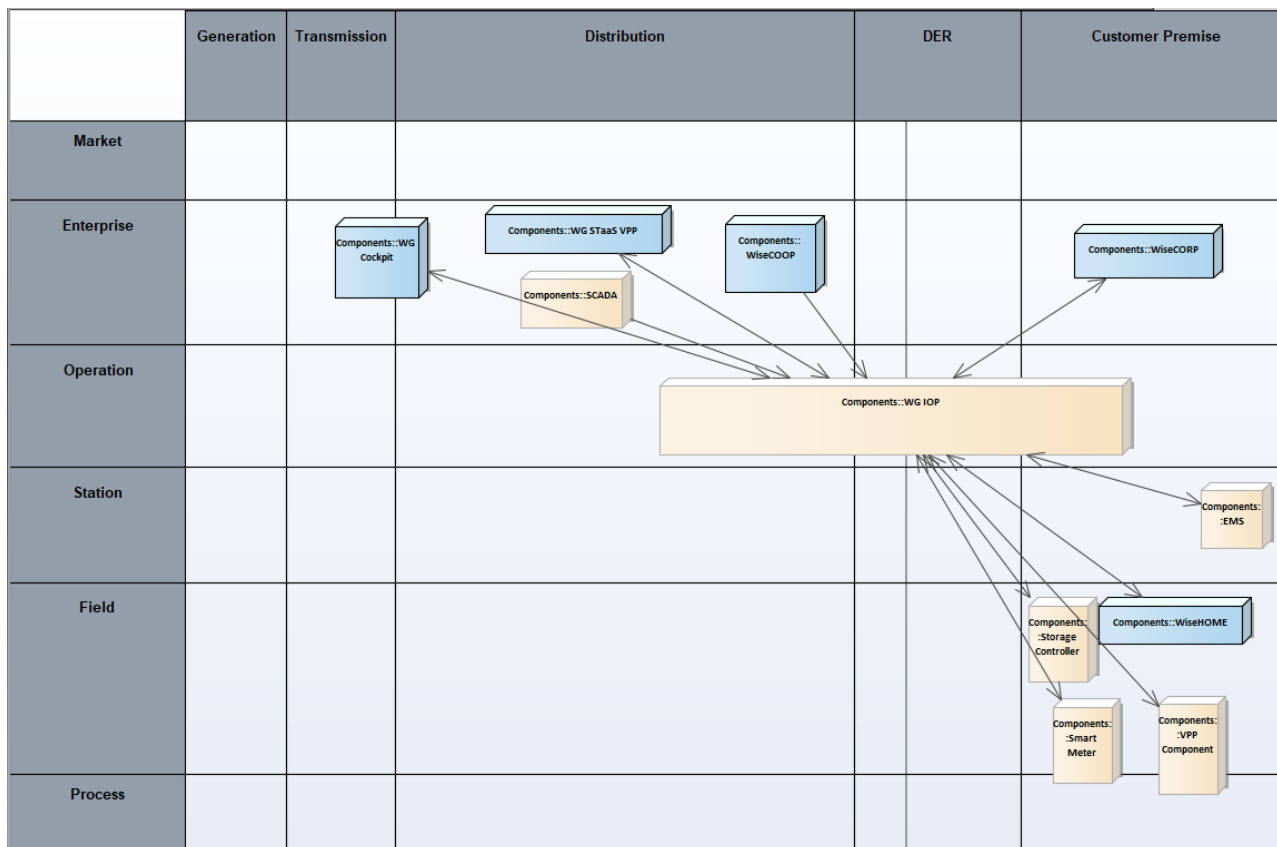 Generation
Transmission
Distribution
DER
Customer Premise
Market
Enterprise
Components::WG
Cockpit
Components::WG STaaS VPP
Components::SCADA
Components::
WiseCOOP
Components::WiseCORP
Operation
Components::WG IOP
Station
Components:
:EMS
Field
Components:
:Storage
Controller
Components::WiseHOME
Components:
:Smart
Meter
Components:
:VPP
Component
Process